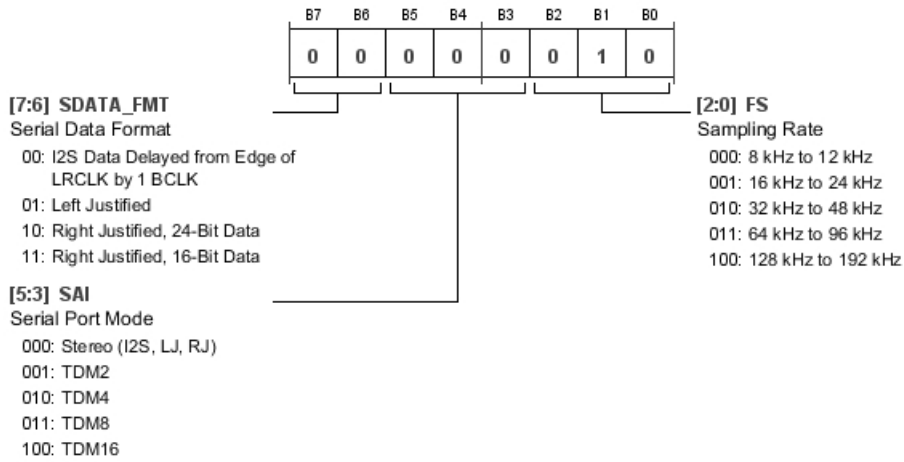 B7 B6 B5 B4 B3 B2 B1 B0
0 0 0 0 0 0 1 0
[7:6] SDATA_FMT
Serial Data Format
00: I2S Data Delayed from Edge of
LRCLK by 1 BCLK
01: Left Justified
10: Right Justified, 24-Bit Data
11: Right Justified, 16-Bit Data
[5:3] SAI
Serial Port Mode
000: Stereo (I2S, LJ, RJ)
001: TDM2
010: TDM4
011: TDM8
100: TDM16
[2:0] FS
Sampling Rate
000: 8 kHz to 12 kHz
001: 16 kHz to 24 kHz
010: 32 kHz to 48 kHz
011: 64 kHz to 96 kHz
100: 128 kHz to 192 kHz